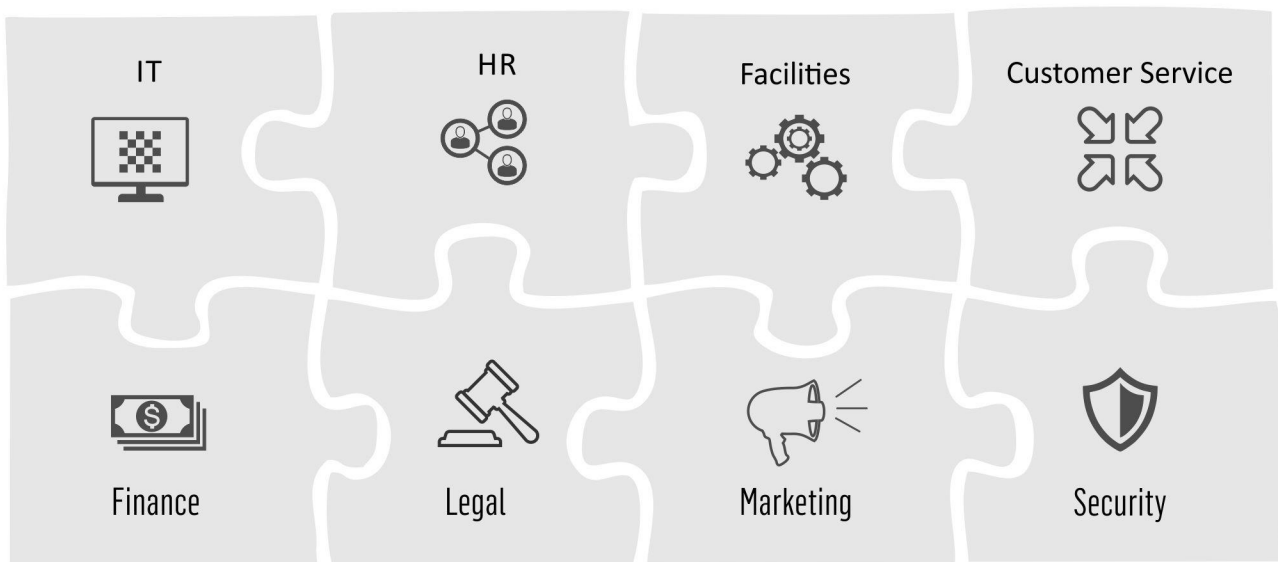 IT
HR
Facilities
Customer Service
$
Finance
Legal
Marketing
Security